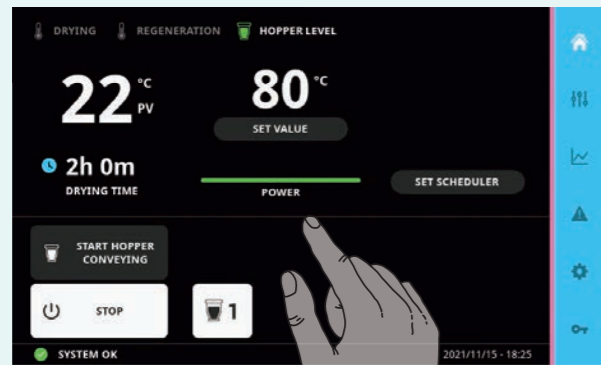 DRYING REGENERATION HOPPER LEVEL
22 °C PV
80 °C
SET VALUE
2h 0m
DRYING TIME
POWER
SET SCHEDULER
START HOPPER
CONVEYING
STOP
1
SYSTEM OK
2021/11/15 - 18:25